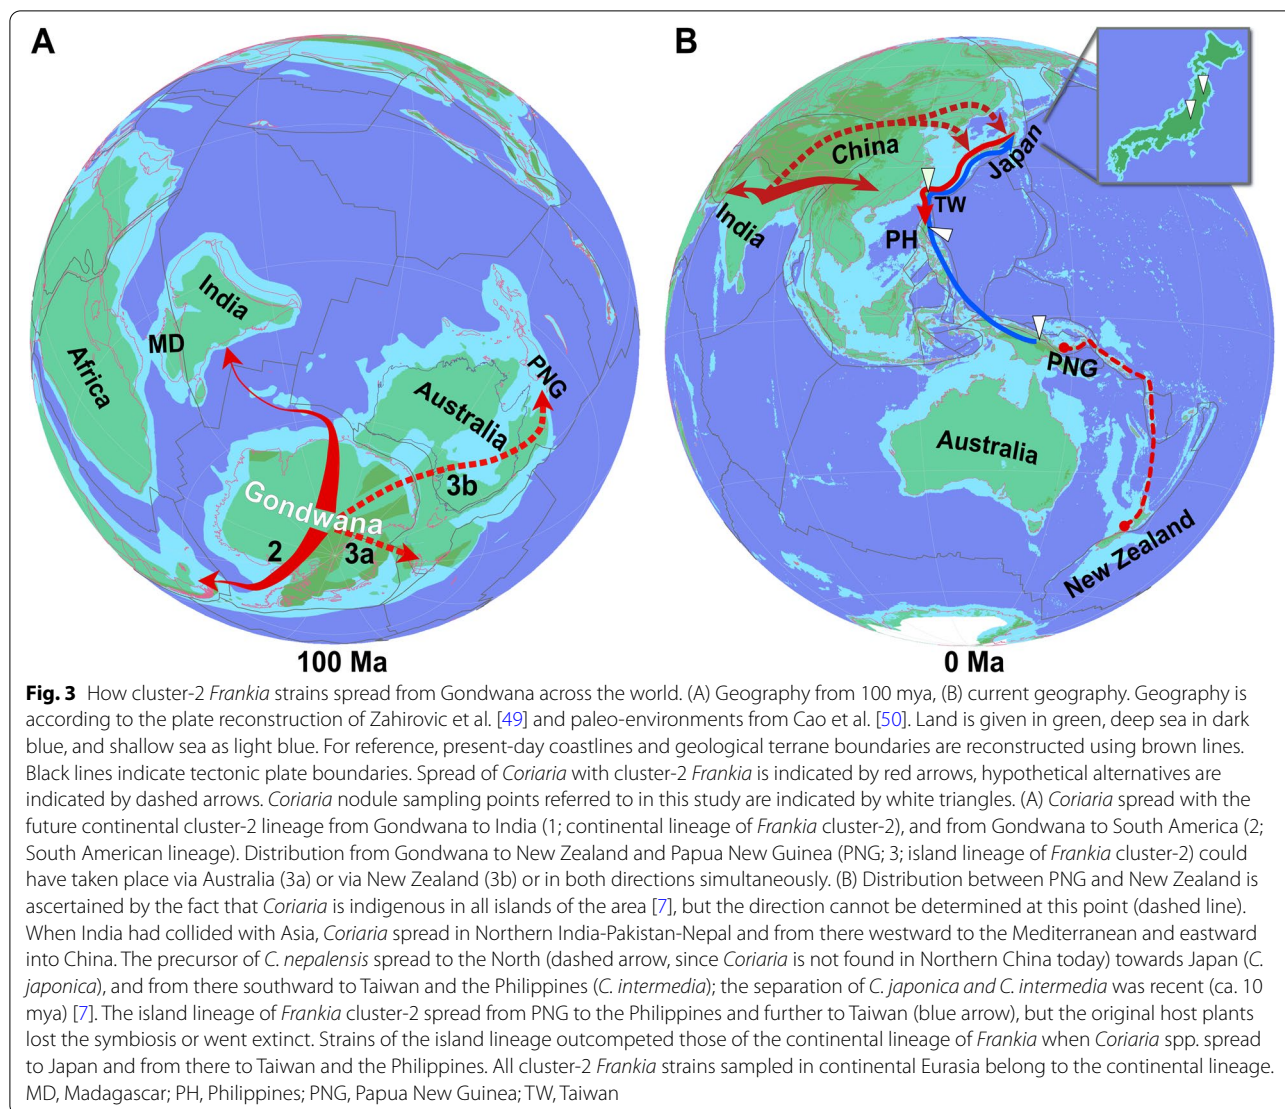 A
B
India
MD
Africa
PNG
Australia
3b
Gondwana
2
3a
100 Ma
China
Japan
India
TW
PH
PNG
Australia
New Zealand
0 Ma
Fig. 3 How cluster-2 Frankia strains spread from Gondwana across the world. (A) Geography from 100 mya, (B) current geography. Geography is
according to the plate reconstruction of Zahirovic et al. [49] and paleo-environments from Cao et al. [50]. Land is given in green, deep sea in dark
blue, and shallow sea as light blue. For reference, present-day coastlines and geological terrane boundaries are reconstructed using brown lines.
Black lines indicate tectonic plate boundaries. Spread of Coriaria with cluster-2 Frankia is indicated by red arrows, hypothetical alternatives are
indicated by dashed arrows. Coriaria nodule sampling points referred to in this study are indicated by white triangles. (A) Coriaria spread with the
future continental cluster-2 lineage from Gondwana to India (1; continental lineage of Frankia cluster-2), and from Gondwana to South America (2;
South American lineage). Distribution from Gondwana to New Zealand and Papua New Guinea (PNG; 3; island lineage of Frankia cluster-2) could
have taken place via Australia (3a) or via New Zealand (3b) or in both directions simultaneously. (B) Distribution between PNG and New Zealand is
ascertained by the fact that Coriaria is indigenous in all islands of the area [7], but the direction cannot be determined at this point (dashed line).
When India had collided with Asia, Coriaria spread in Northern India-Pakistan-Nepal and from there westward to the Mediterranean and eastward
into China. The precursor of C. nepalensis spread to the North (dashed arrow, since Coriaria is not found in Northern China today) towards Japan (C.
japonica), and from there southward to Taiwan and the Philippines (C. intermedia); the separation of C. japonica and C. intermedia was recent (ca. 10
mya) [7]. The island lineage of Frankia cluster-2 spread from PNG to the Philippines and further to Taiwan (blue arrow), but the original host plants
lost the symbiosis or went extinct. Strains of the island lineage outcompeted those of the continental lineage of Frankia when Coriaria spp. spread
to Japan and from there to Taiwan and the Philippines. All cluster-2 Frankia strains sampled in continental Eurasia belong to the continental lineage.
MD, Madagascar; PH, Philippines; PNG, Papua New Guinea; TW, Taiwan